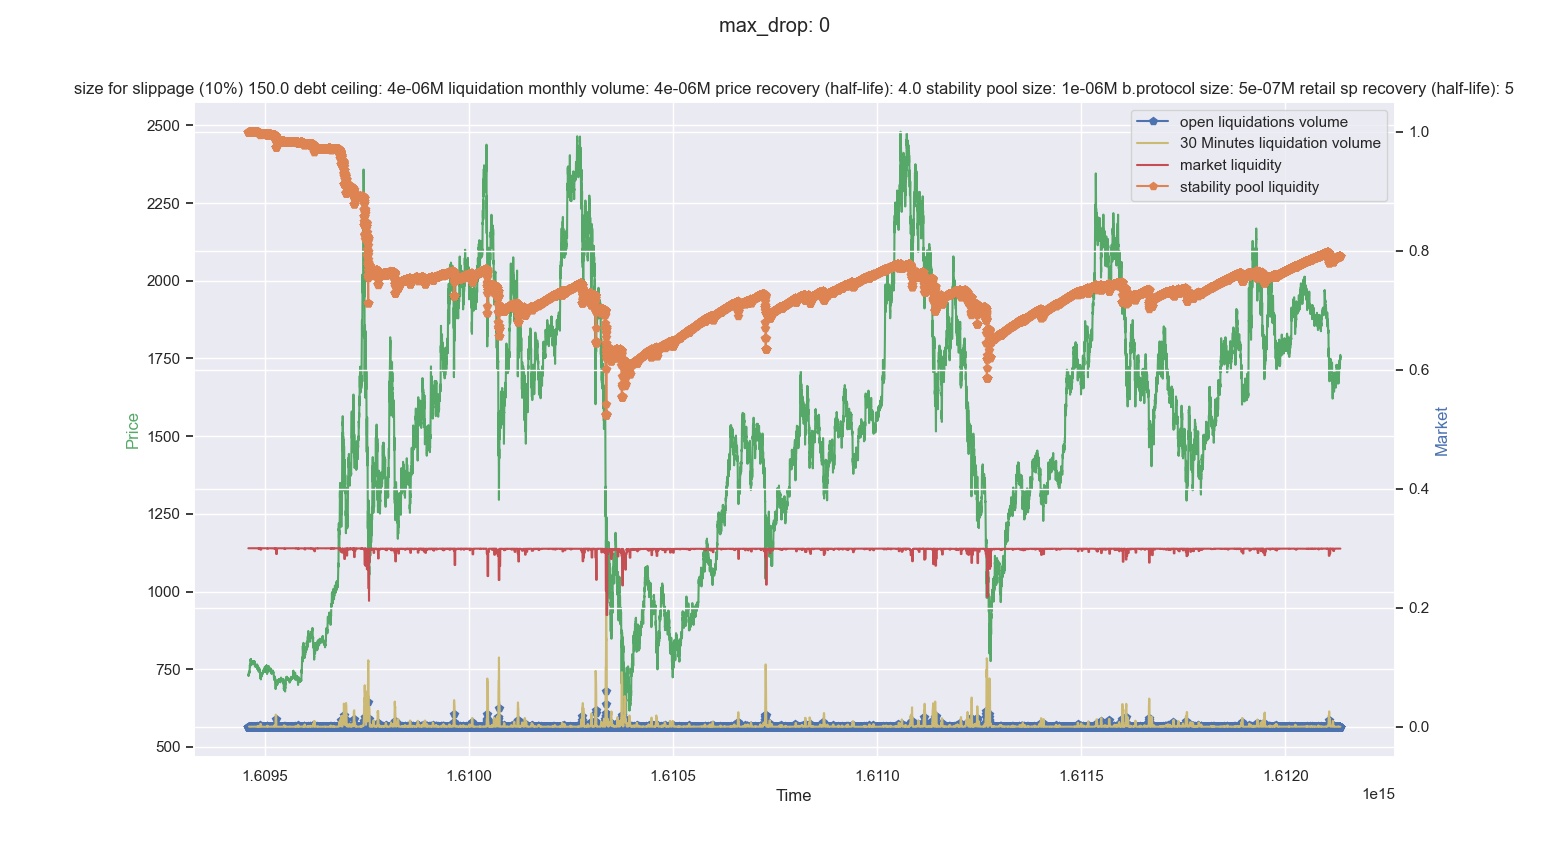 max_drop: 0
size for slippage (10%) 150.0 debt ceiling: 4e-06M liquidation monthly volume: 4e-06M price recovery (half-life): 4.0 stability pool size: 1e-06M b.protocol size: 5e-07M retail sp recovery (half-life): 5
open liquidations volume
30 Minutes liquidation volume
market liquidity
stability pool liquidity
2500
2250
2000
1750
1500
1250
1000
750
500
Price
1.0
0.8
0.6
0.4
0.2
0.0
Market
1.6095
1.6100
1.6105
1.6110
1.6115
1.6120
1e15
Time